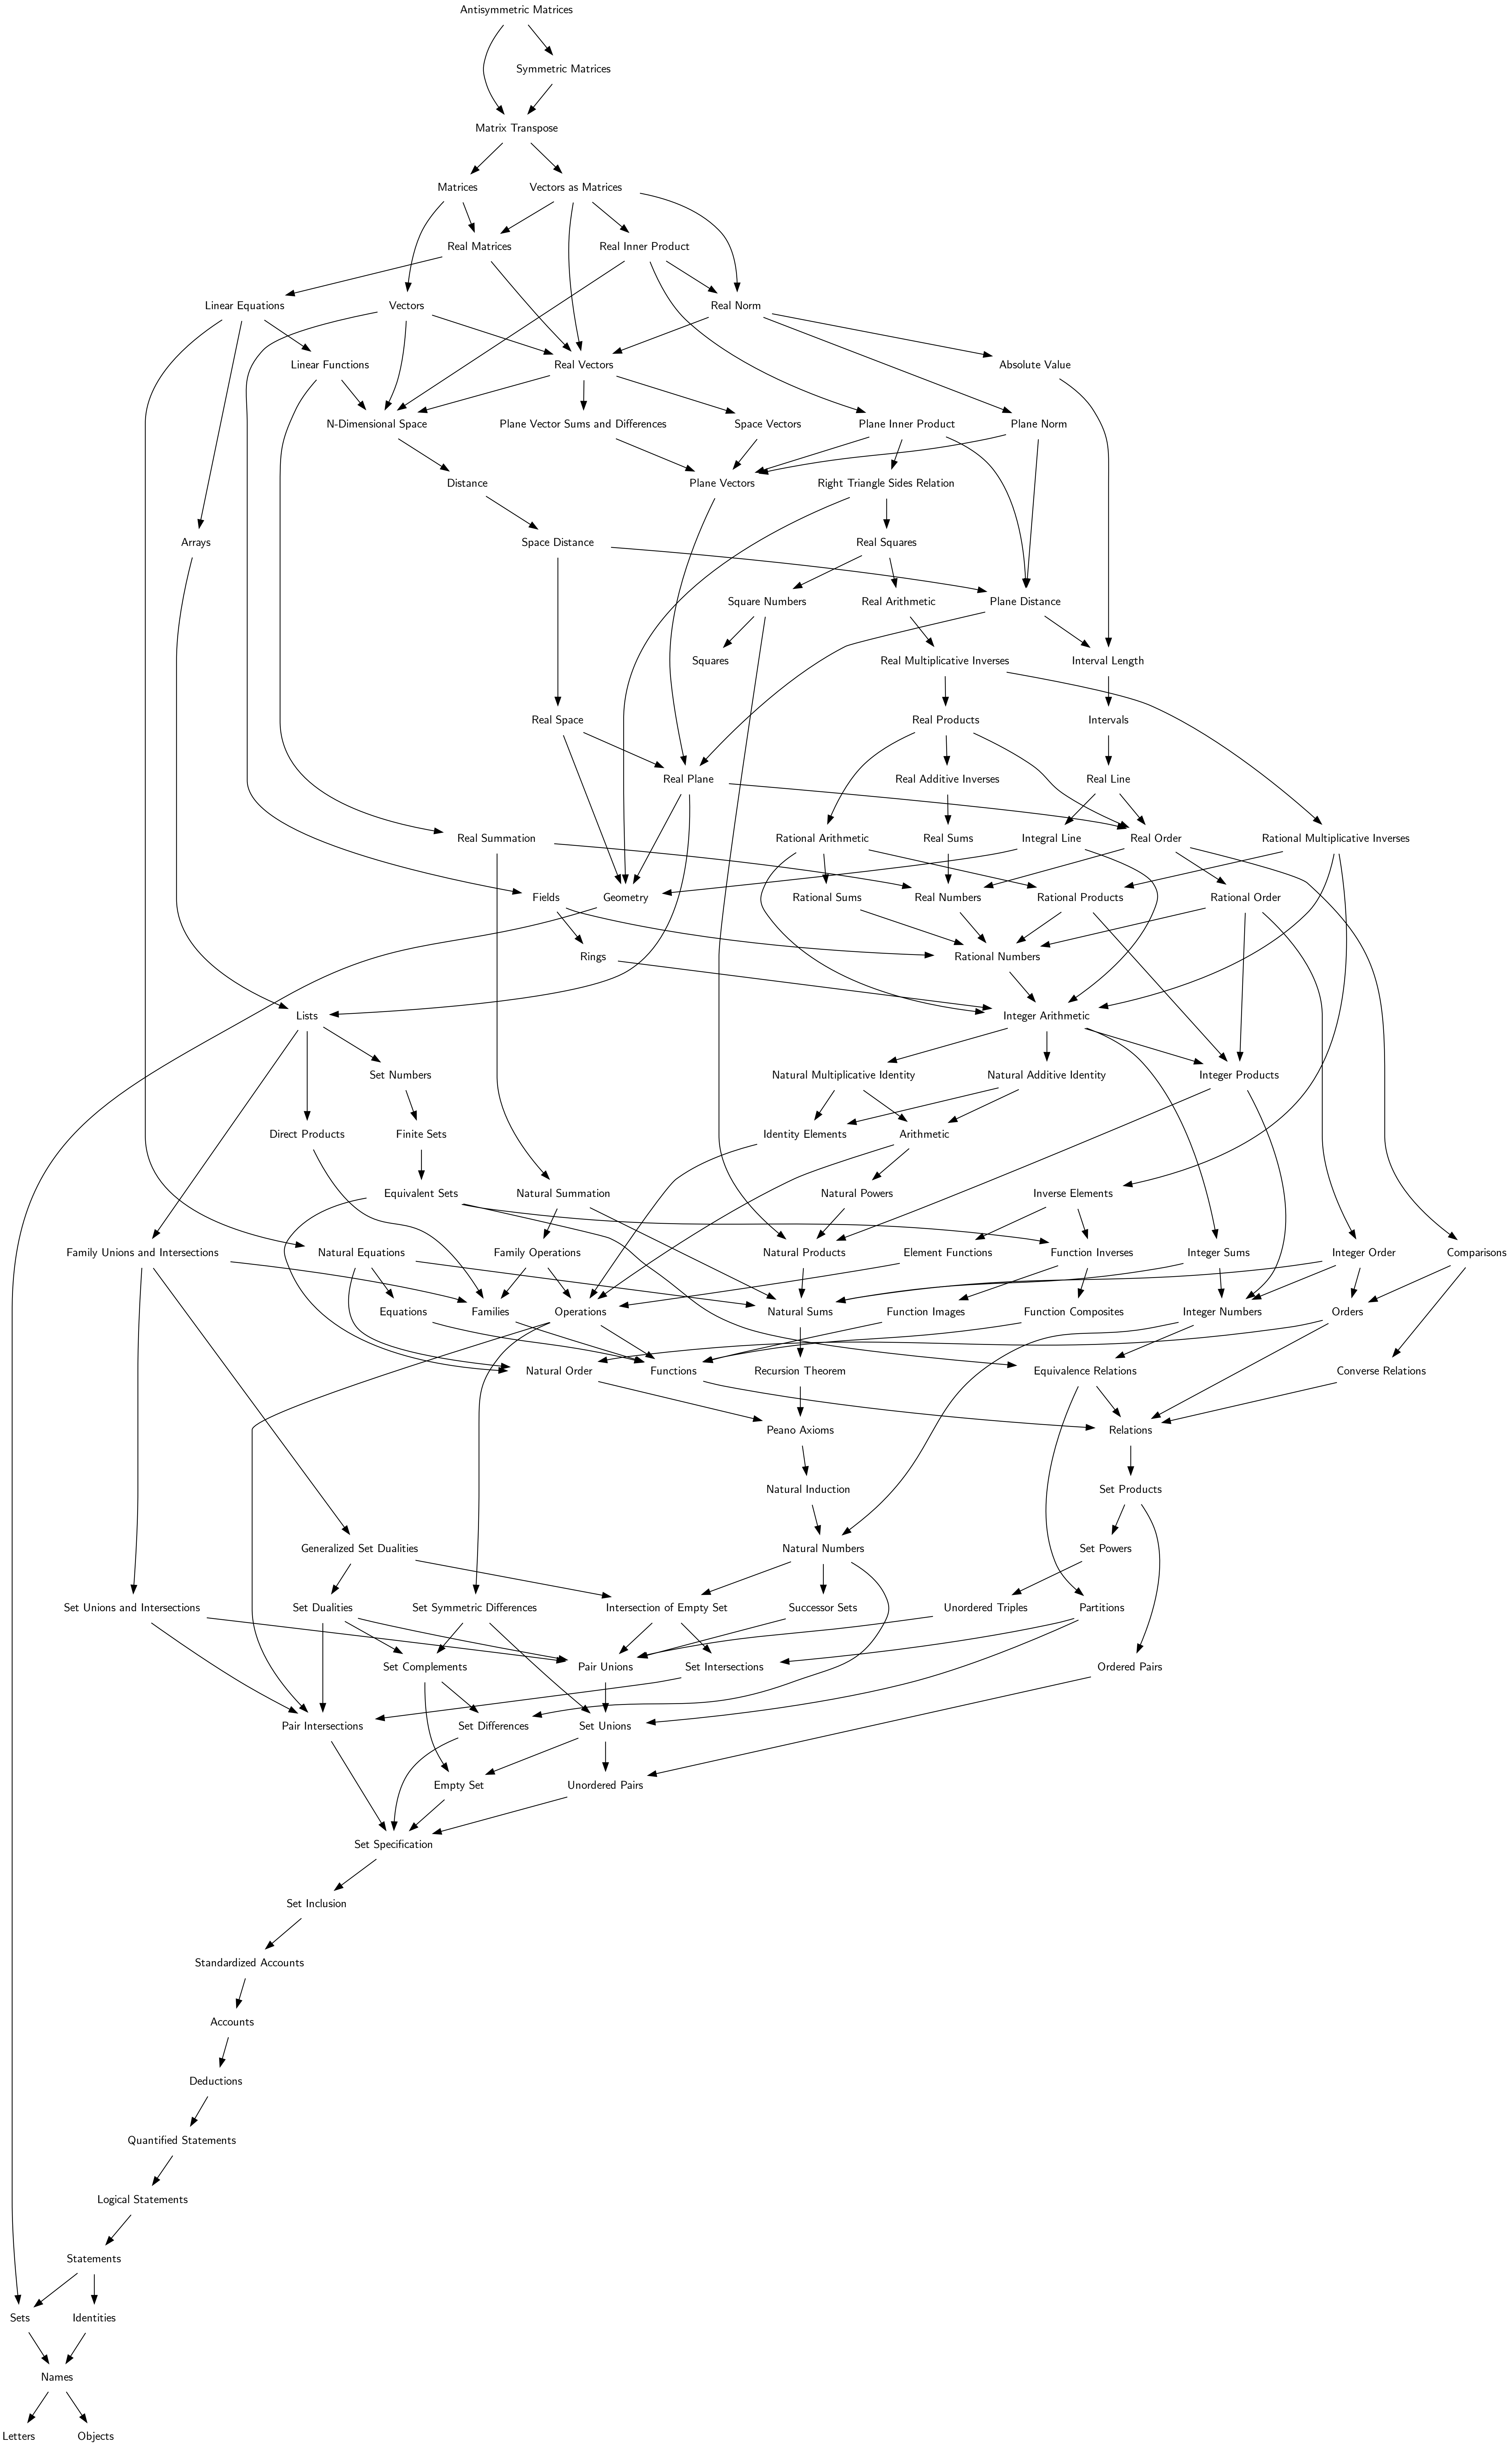 Antisymmetric Matrices
Symmetric Matrices
Matrix Transpose
Matrices
Vectors as Matrices
Real Matrices
Real Inner Product
Linear Equations
Vectors
Real Norm
Linear Functions
Real Vectors
Absolute Value
N-Dimensional Space
Plane Vector Sums and Differences
Space Vectors
Plane Inner Product
Plane Norm
Distance
Plane Vectors
Right Triangle Sides Relation
Arrays
Space Distance
Real Squares
Square Numbers
Real Arithmetic
Plane Distance
Squares
Real Multiplicative Inverses
Interval Length
Real Space
Real Products
Intervals
Real Plane
Real Additive Inverses
Real Line
Real Summation
Rational Arithmetic
Real Sums
Integral Line
Real Order
Rational Multiplicative Inverses
Fields
Geometry
Rational Sums
Real Numbers
Rational Products
Rational Order
Rings
Rational Numbers
Lists
Integer Arithmetic
Set Numbers
Natural Multiplicative Identity
Natural Additive Identity
Integer Products
Direct Products
Finite Sets
Identity Elements
Arithmetic
Equivalent Sets
Natural Summation
Natural Powers
Inverse Elements
Family Unions and Intersections
Natural Equations
Family Operations
Natural Products
Element Functions
Function Inverses
Integer Sums
Integer Order
Comparisons
Equations
Families
Operations
Natural Sums
Function Images
Function Composites
Integer Numbers
Orders
Natural Order
Functions
Recursion Theorem
Equivalence Relations
Converse Relations
Peano Axioms
Relations
Natural Induction
Set Products
Generalized Set Dualities
Natural Numbers
Set Powers
Set Unions and Intersections
Set Dualities
Set Symmetric Differences
Intersection of Empty Set
Successor Sets
Unordered Triples
Partitions
Set Complements
Pair Unions
Set Intersections
Ordered Pairs
Pair Intersections
Set Differences
Set Unions
Empty Set
Unordered Pairs
Set Specification
Set Inclusion
Standardized Accounts
Accounts
Deductions
Quantified Statements
Logical Statements
Statements
Sets
Identities
Names
Letters
Objects